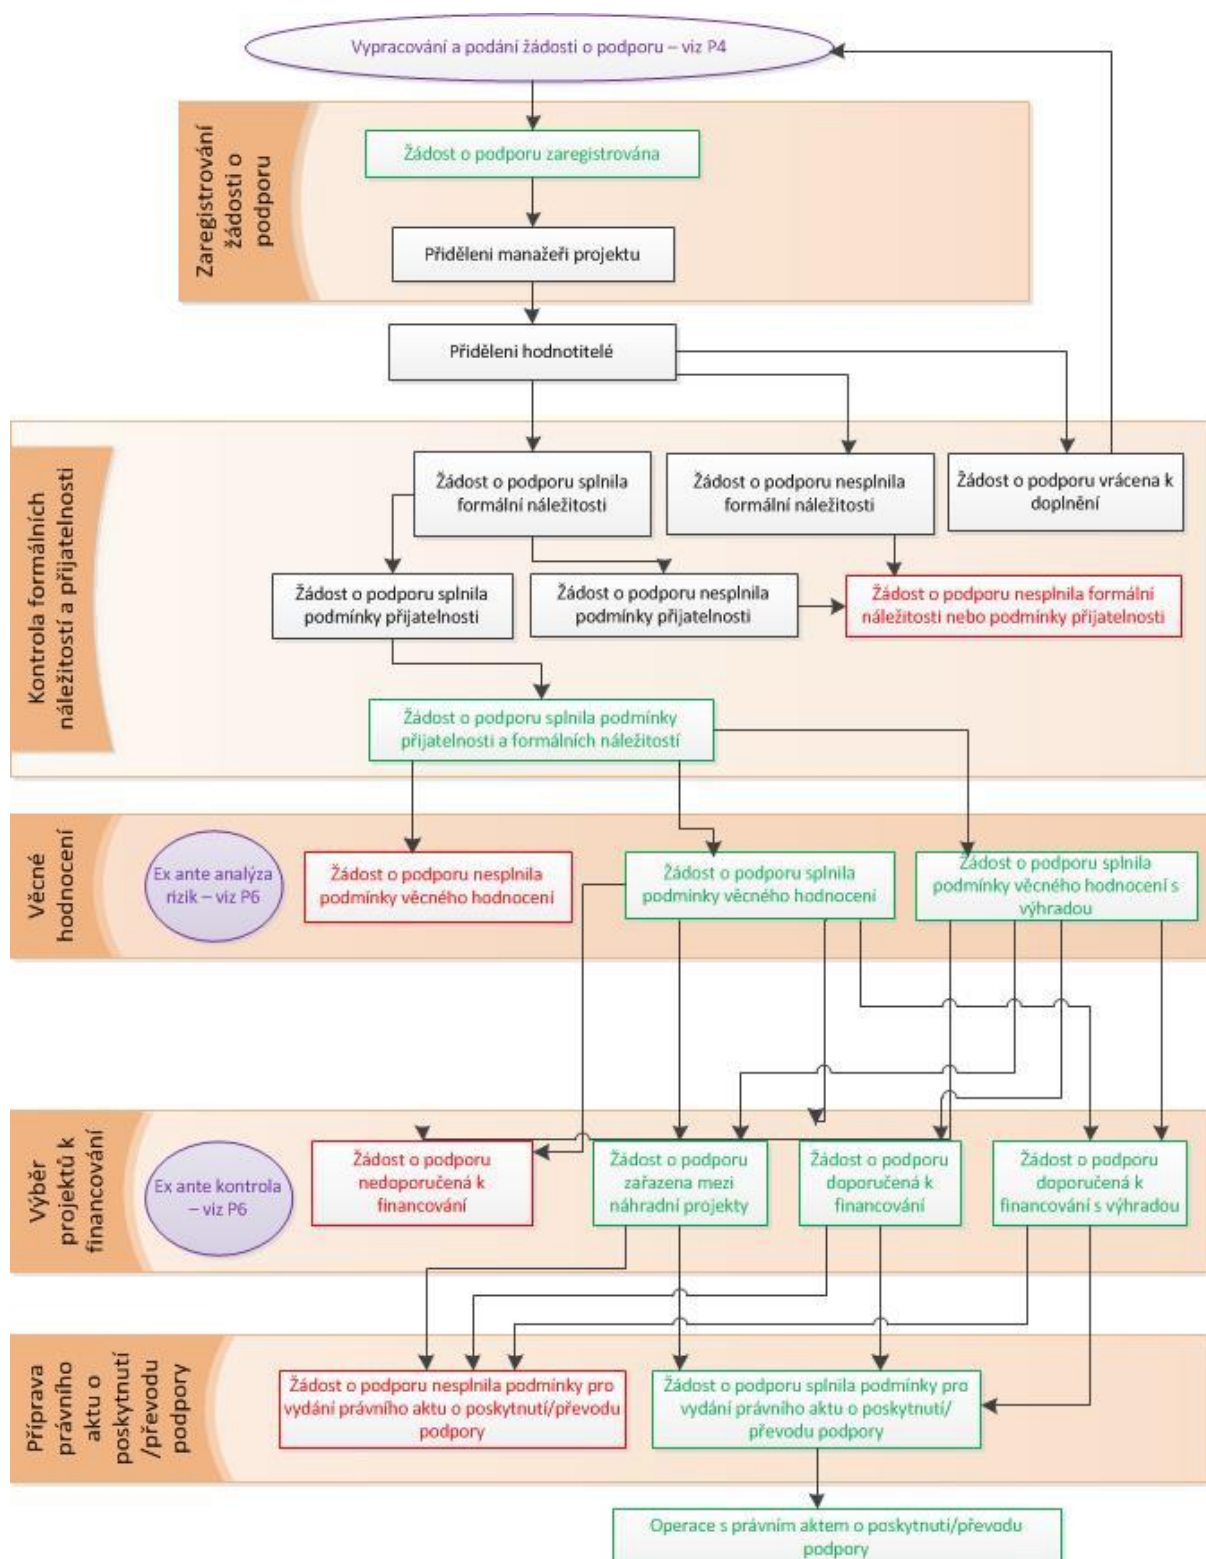 Vypracování a podání žádosti o podporu – viz P4
Zaregistrování
žádosti o
podporu
Žádost o podporu zaregistrována
Přiděleni manažeři projektu
Přiděleni hodnotitelé
Kontrola formálních
náležitostí a přijatelnosti
Žádost o podporu splnila
formální náležitosti
Žádost o podporu nesplnila
formální náležitosti
Žádost o podporu vrácena k
doplnění
Žádost o podporu splnila
podmínky přijatelnosti
Žádost o podporu nesplnila
podmínky přijatelnosti
Žádost o podporu nesplnila formální
náležitosti nebo podmínky přijatelnosti
Žádost o podporu splnila podmínky
přijatelnosti a formálních náležitostí
Věcné
hodnocení
Ex ante analýza
rizik – viz P6
Žádost o podporu nesplnila
podmínky věcného hodnocení
Žádost o podporu splnila
podmínky věcného hodnocení
Žádost o podporu splnila
podmínky věcného hodnocení s
výhradou
Výběr
projektů k
financování
Ex ante kontrola
– viz P6
Žádost o podporu
nedoporučená k
financování
Žádost o podporu
zařazena mezi
náhradní projekty
Žádost o podporu
doporučená k
financování
Žádost o podporu
doporučená k
financování s výhradou
Příprava
právního
aktu o
poskytnutí
/převodu
podpory
Žádost o podporu nesplnila podmínky pro
vydání právního aktu o poskytnutí/převodu
podpory
Žádost o podporu splnila podmínky pro
vydání právního aktu o poskytnutí/
převodu podpory
Operace s právním aktem o poskytnutí/převodu
podpory